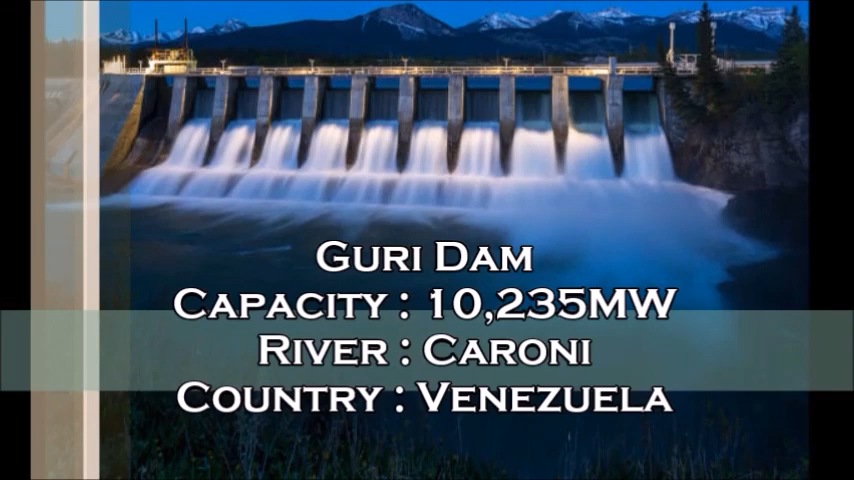 Guri Dam
Capacity : 10,235MW
River : Caroni
Country : Venezuela